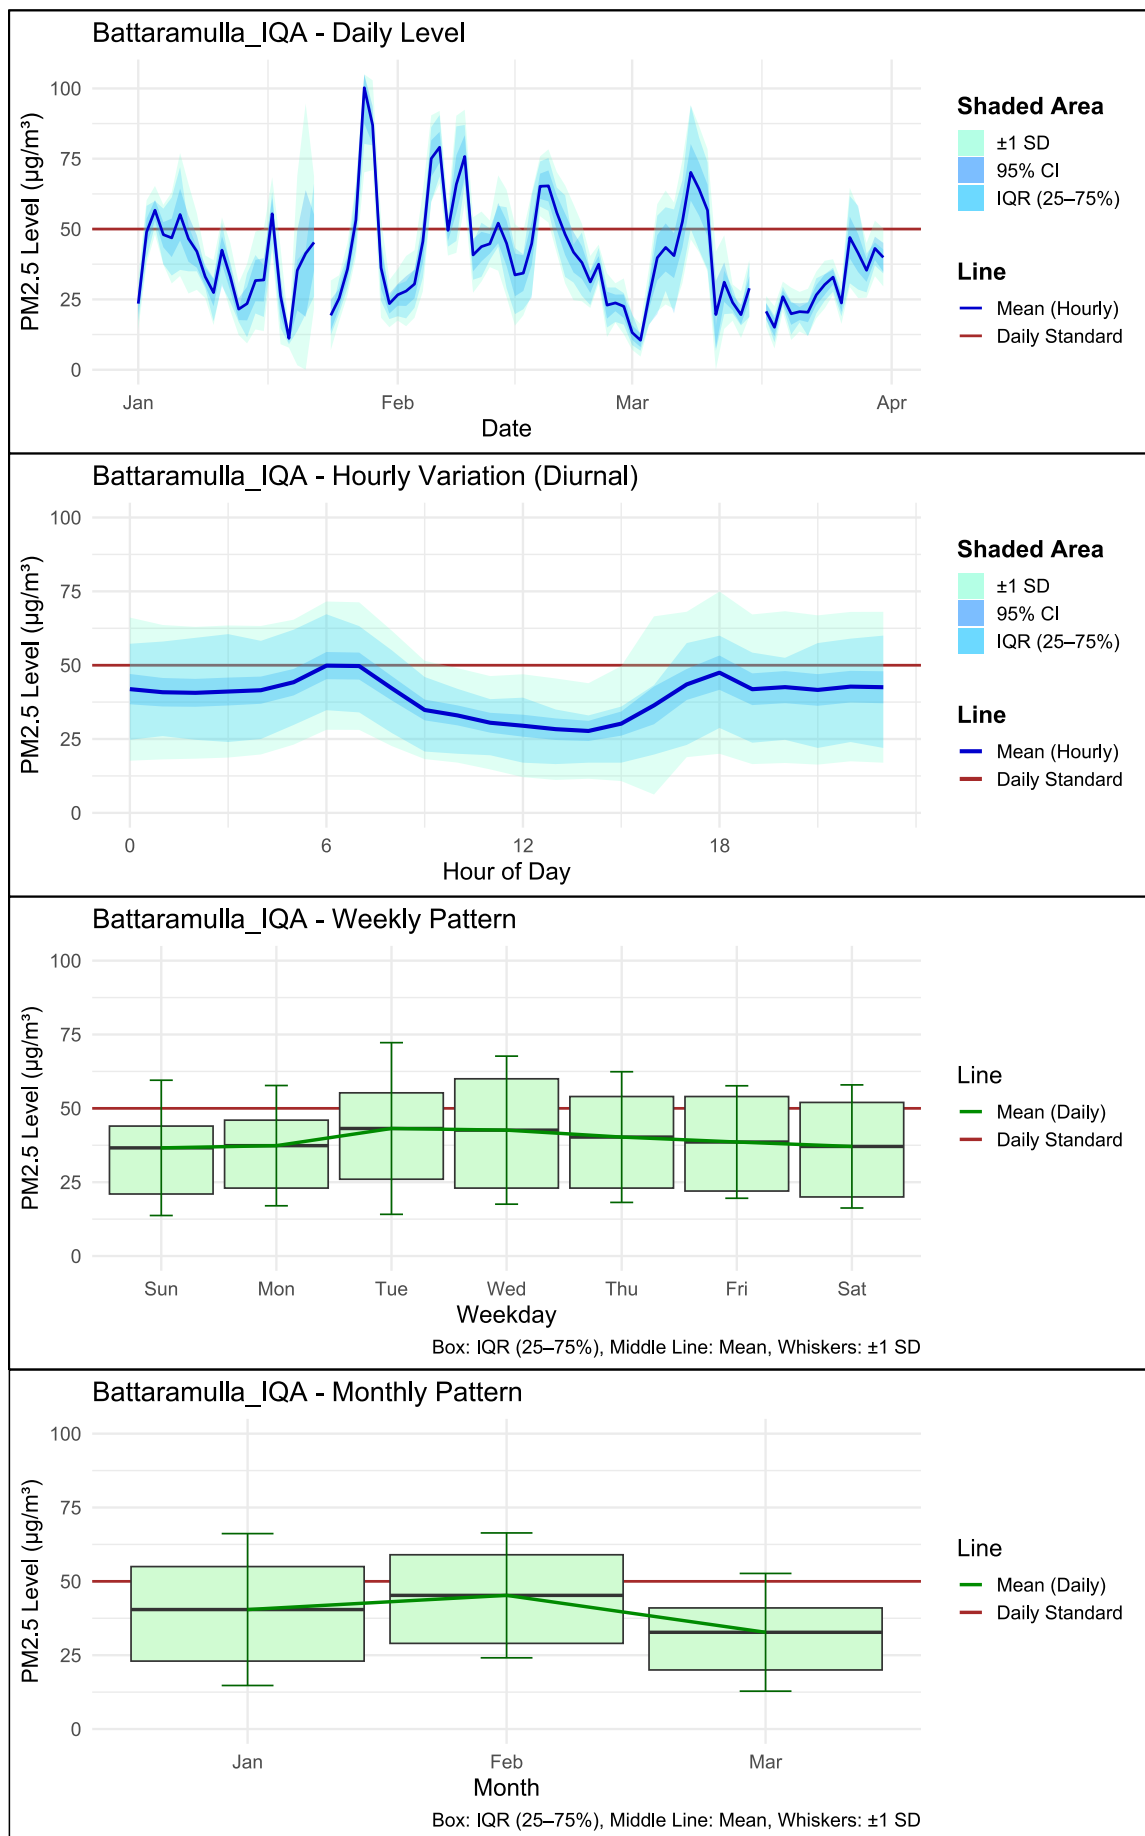 Battaramulla_IQA - Daily Level
PM2.5 Level (µg/m³)
100
75
50
25
0
Jan
Feb
Mar
Apr
Date
Shaded Area
±1 SD
95% CI
IQR (25–75%)
Line
Mean (Hourly)
Daily Standard
Battaramulla_IQA - Hourly Variation (Diurnal)
PM2.5 Level (µg/m³)
100
75
50
25
0
0
6
12
18
Hour of Day
Shaded Area
±1 SD
95% CI
IQR (25–75%)
Line
Mean (Hourly)
Daily Standard
Battaramulla_IQA - Weekly Pattern
PM2.5 Level (µg/m³)
100
75
50
25
0
Sun
Mon
Tue
Wed
Thu
Fri
Sat
Weekday
Line
Mean (Daily)
Daily Standard
Box: IQR (25–75%), Middle Line: Mean, Whiskers: ±1 SD
Battaramulla_IQA - Monthly Pattern
PM2.5 Level (µg/m³)
100
75
50
25
0
Jan
Feb
Mar
Month
Line
Mean (Daily)
Daily Standard
Box: IQR (25–75%), Middle Line: Mean, Whiskers: ±1 SD